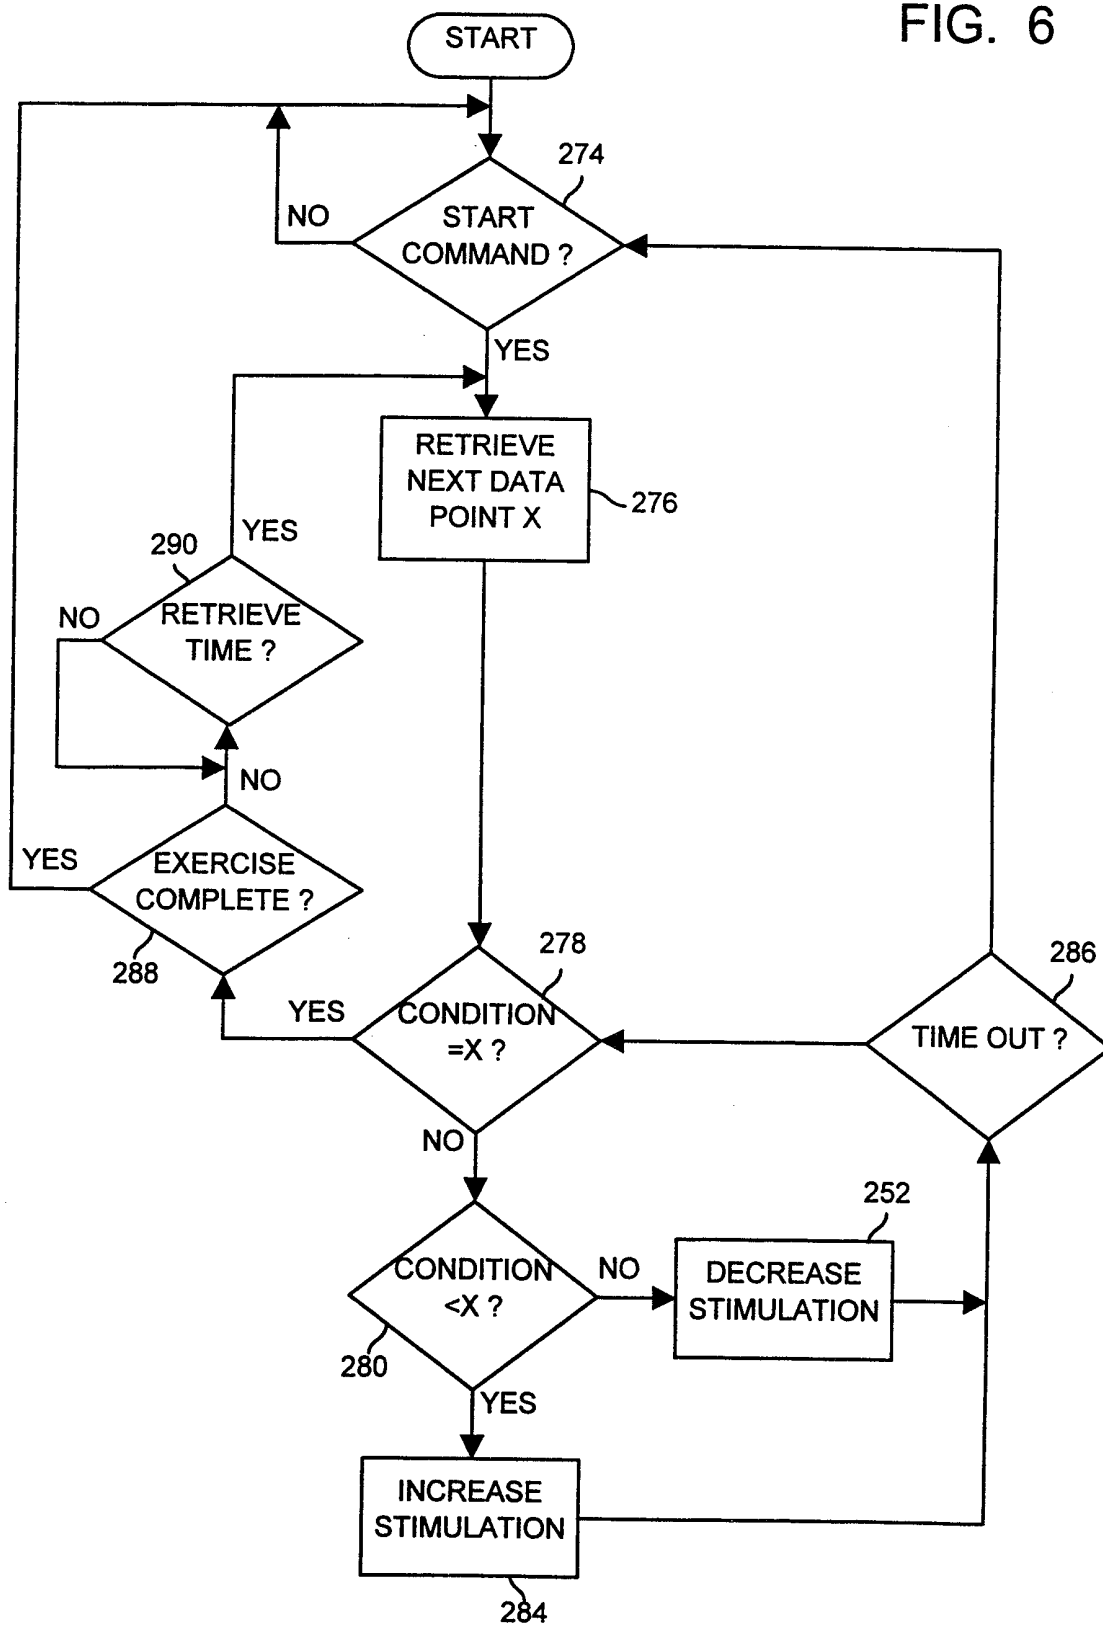 FIG. 6
START
274
NO
START
COMMAND ?
YES
RETRIEVE
NEXT DATA
POINT X
276
YES
290
NO
RETRIEVE
TIME ?
NO
YES
EXERCISE
COMPLETE ?
288
278
286
YES
CONDITION
=X ?
TIME OUT ?
NO
252
CONDITION
<X ?
NO
DECREASE
STIMULATION
280
YES
INCREASE
STIMULATION
284